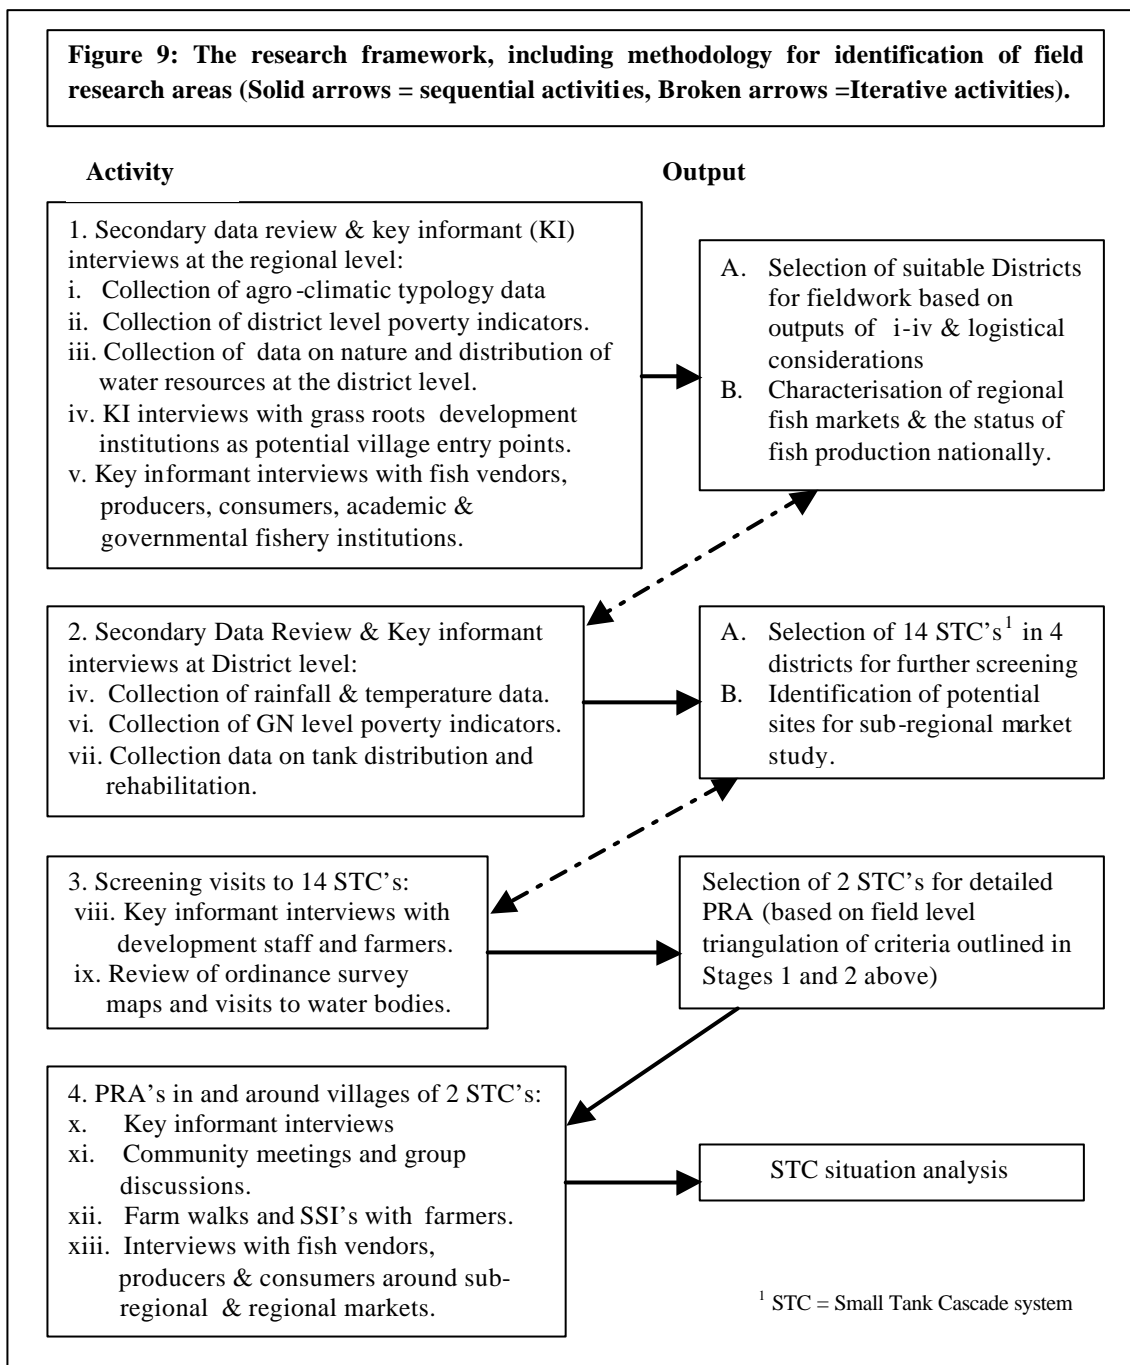 Figure 9: The research framework, including methodology for identification of field
research areas (Solid arrows = sequential activities, Broken arrows =Iterative activities).
Activity
Output
1. Secondary data review & key informant (KI)
interviews at the regional level:
i. Collection of agro-climatic typology data
ii. Collection of district level poverty indicators.
iii. Collection of data on nature and distribution of
water resources at the district level.
iv. KI interviews with grass roots development
institutions as potential village entry points.
v. Key informant interviews with fish vendors,
producers, consumers, academic &
governmental fishery institutions.
A. Selection of suitable Districts
for fieldwork based on
outputs of i-iv & logistical
considerations
B. Characterisation of regional
fish markets & the status of
fish production nationally.
2. Secondary Data Review & Key informant
interviews at District level:
iv. Collection of rainfall & temperature data.
vi. Collection of GN level poverty indicators.
vii. Collection data on tank distribution and
rehabilitation.
A. Selection of 14 STC's¹ in 4
districts for further screening
B. Identification of potential
sites for sub-regional market
study.
3. Screening visits to 14 STC's:
viii. Key informant interviews with
development staff and farmers.
ix. Review of ordinance survey
maps and visits to water bodies.
Selection of 2 STC's for detailed
PRA (based on field level
triangulation of criteria outlined in
Stages 1 and 2 above)
4. PRA's in and around villages of 2 STC's:
x. Key informant interviews
xi. Community meetings and group
discussions.
xii. Farm walks and SSI's with farmers.
xiii. Interviews with fish vendors,
producers & consumers around sub-
regional & regional markets.
STC situation analysis
¹ STC = Small Tank Cascade system